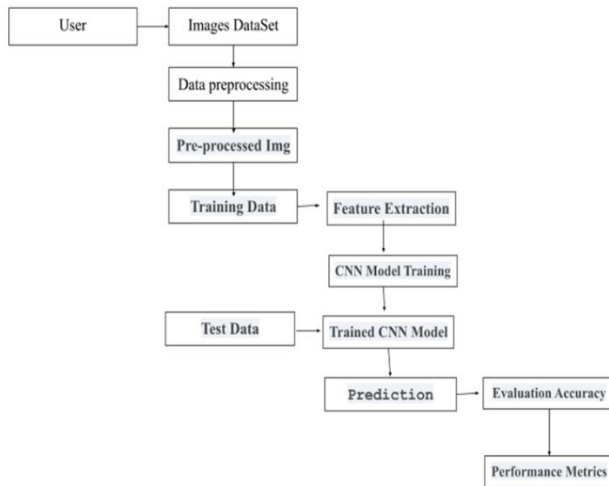 User
Images DataSet
Data preprocessing
Pre-processed Img
Training Data
Feature Extraction
CNN Model Training
Test Data
Trained CNN Model
Prediction
Evaluation Accuracy
Performance Metrics